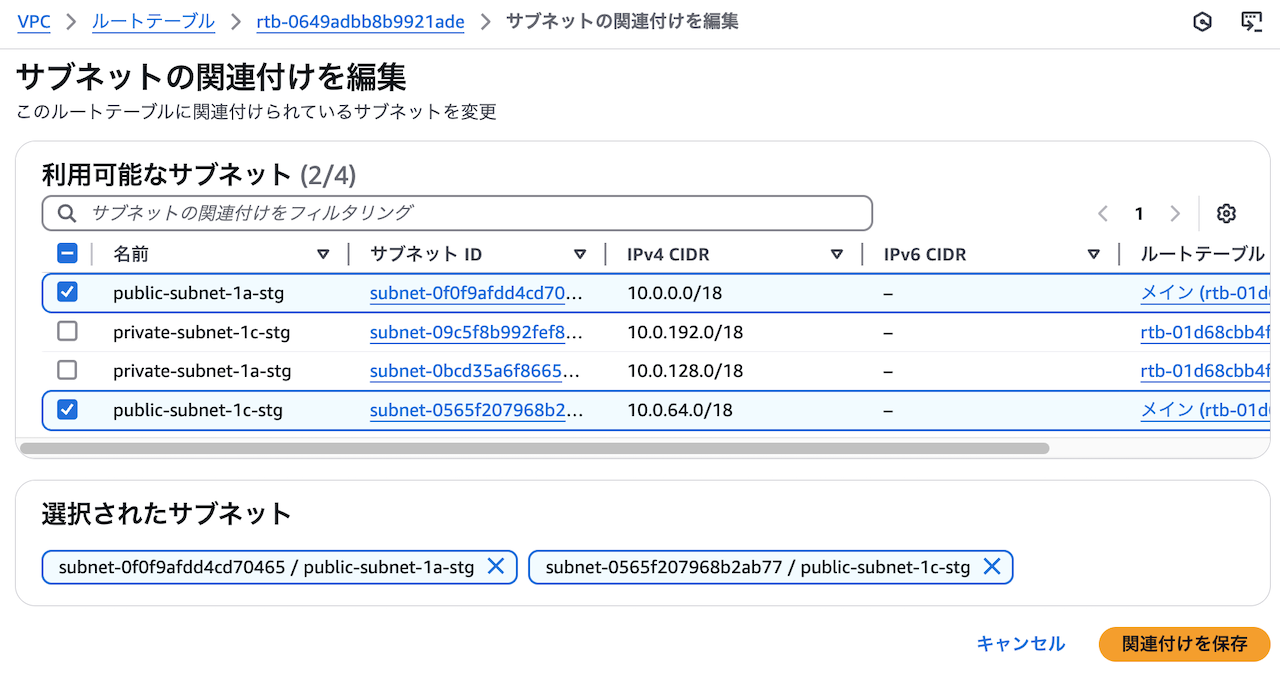 VPC > ルートテーブル > rtb-0649adbb8b9921ade > サブネットの関連付けを編集
サブネットの関連付けを編集
このルートテーブルに関連付けられているサブネットを変更
利用可能なサブネット (2/4)
サブネットの関連付けをフィルタリング
1
名前 サブネット ID IPv4 CIDR IPv6 CIDR ルートテーブル
public-subnet-1a-stg subnet-0f0f9afdd4cd70... 10.0.0.0/18 – メイン (rtb-01d
private-subnet-1c-stg subnet-09c5f8b992fef8... 10.0.192.0/18 – rtb-01d68cbb4f
private-subnet-1a-stg subnet-0bcd35a6f8665... 10.0.128.0/18 – rtb-01d68cbb4f
public-subnet-1c-stg subnet-0565f207968b2... 10.0.64.0/18 – メイン (rtb-01d
選択されたサブネット
subnet-0f0f9afdd4cd70465 / public-subnet-1a-stg subnet-0565f207968b2ab77 / public-subnet-1c-stg
キャンセル 関連付けを保存